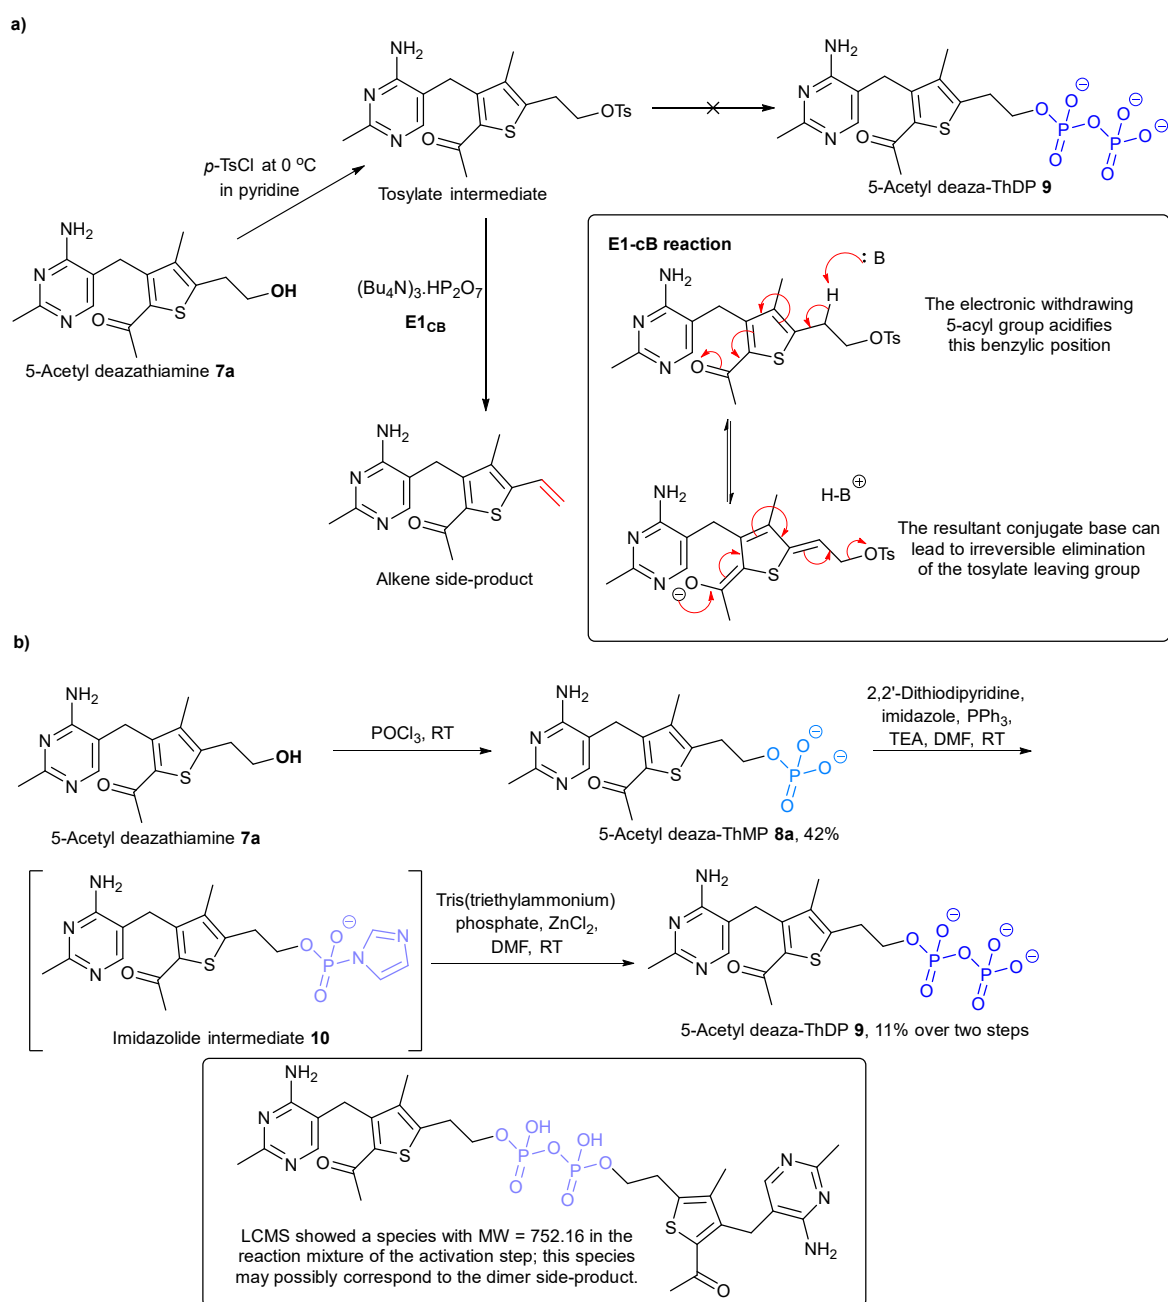 a)
NH2
N
N
O
S
OTs
Tosylate intermediate
NH2
N
N
O
S
O
O ⊖
P
O
O
O ⊖
P
O ⊖
O
5-Acetyl deaza-ThDP 9
p-TsCl at 0 °C
in pyridine
NH2
N
N
O
S
OH
5-Acetyl deazathiamine 7a
(Bu4N)3.HP2O7
E1CB
NH2
N
N
O
S
Alkene side-product
E1-cB reaction
NH2
N
N
O
S
H
: B
OTs
The electronic withdrawing
5-acyl group acidifies
this benzylic position
NH2
N
N
⊖ O
S
OTs
H-B⊕
The resultant conjugate base can
lead to irreversible elimination
of the tosylate leaving group
b)
NH2
N
N
O
S
OH
5-Acetyl deazathiamine 7a
POCl3, RT
NH2
N
N
O
S
O
O ⊖
P
O ⊖
O
5-Acetyl deaza-ThMP 8a, 42%
2,2'-Dithiodipyridine,
imidazole, PPh3,
TEA, DMF, RT
NH2
N
N
O
S
O
O ⊖
P
O
N
N
Imidazolide intermediate 10
Tris(triethylammonium)
phosphate, ZnCl2,
DMF, RT
NH2
N
N
O
S
O
O ⊖
P
O
O
O ⊖
P
O ⊖
O
5-Acetyl deaza-ThDP 9, 11% over two steps
NH2
N
N
O
S
O
OH
P
O
O
OH
P
O
O
S
O
N
N
NH2
LCMS showed a species with MW = 752.16 in the
reaction mixture of the activation step; this species
may possibly correspond to the dimer side-product.